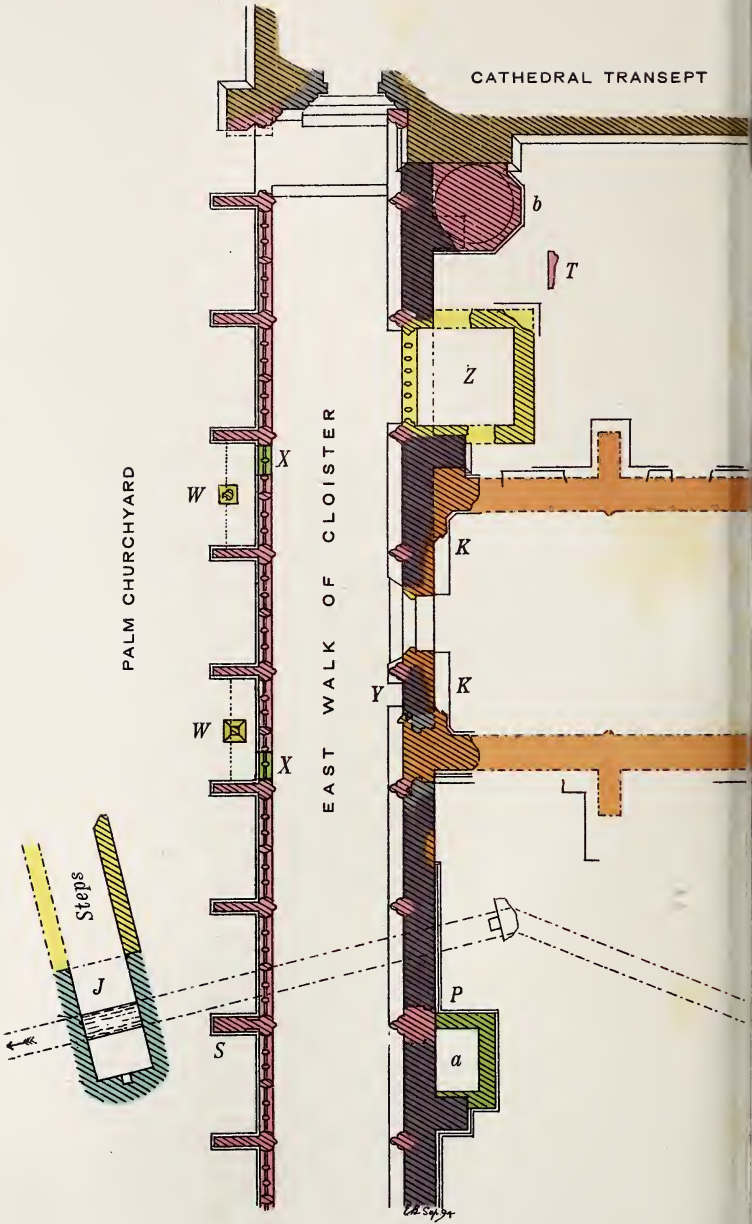 CATHEDRAL TRANSEPT
b
T
Z
X
W
PALM CHURCHYARD
EAST WALK OF CLOISTER
K
K
Y
W
X
Steps
J
P
S
a